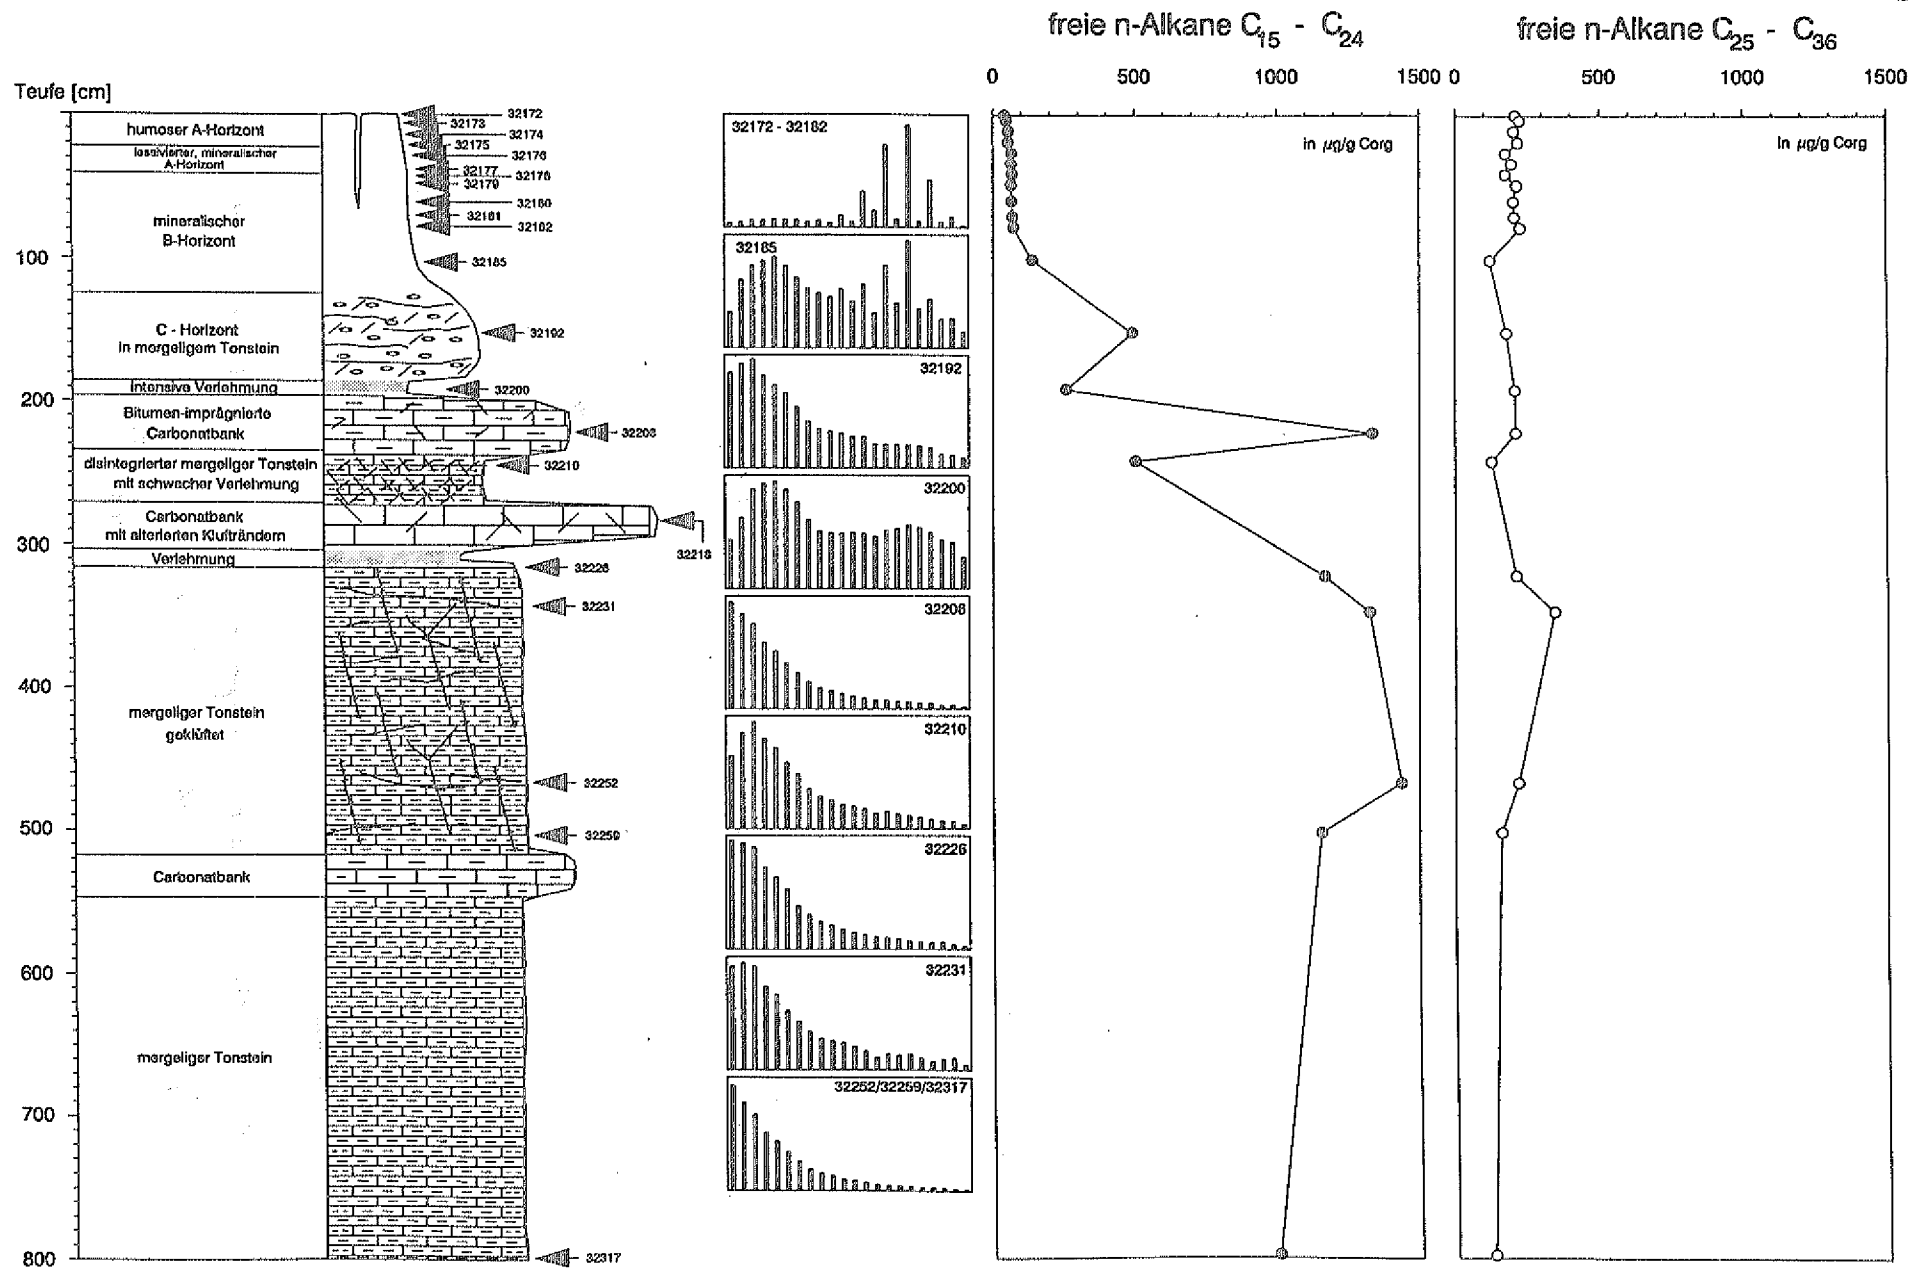 freie n-Alkane C15 - C24
freie n-Alkane C25 - C36
0 500 1000 1500
0 500 1000 1500
in µg/g Corg
in µg/g Corg
Teufe [cm]
100
200
300
400
500
600
700
800
humoser A-Horizont
lessivierter, mineralischer
A-Horizont
mineralischer
B-Horizont
C - Horizont
in mergeligem Tonstein
intensive Verlehmung
Bitumen-imprägnierte
Carbonatbank
disintegrierter mergeliger Tonstein
mit schwacher Verlehmung
Carbonatbank
mit alterierten Klufträndern
Verlehmung
mergeliger Tonstein
geklüftet
Carbonatbank
mergeliger Tonstein
32172
32173
32174
32175
32176
32177
32178
32179
32180
32181
32182
32185
32192
32200
32208
32210
32218
32226
32231
32252
32259
32317
32172 - 32182
32185
32192
32200
32208
32210
32226
32231
32252/32259/32317